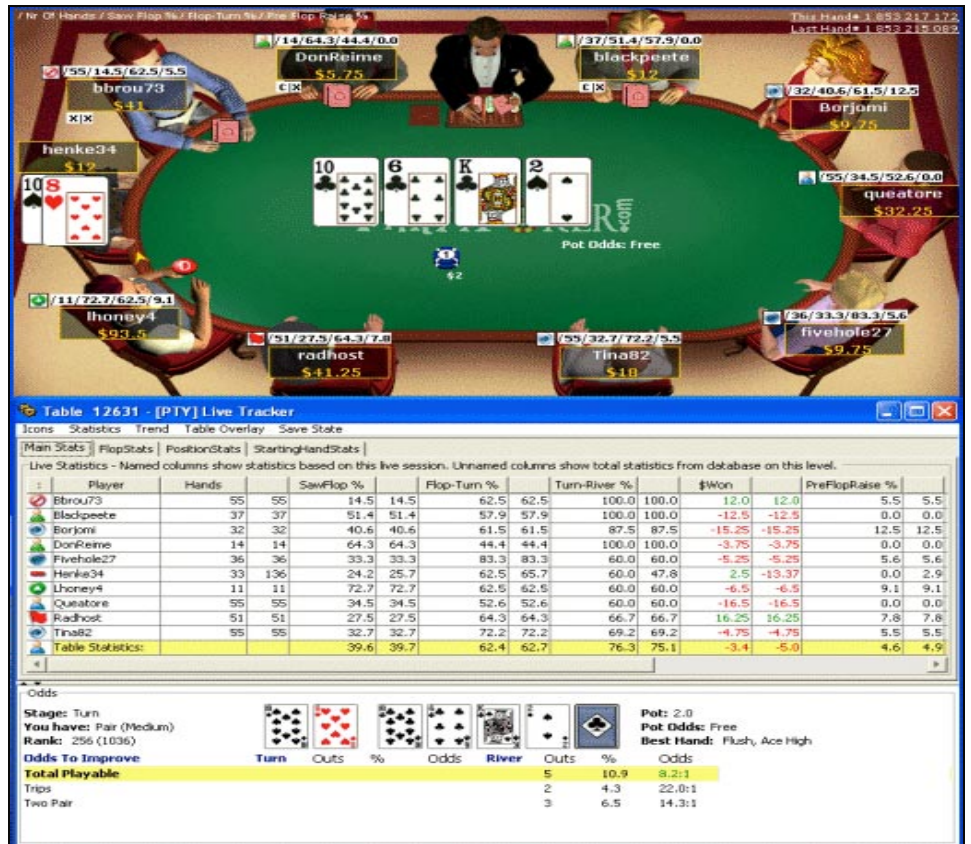 / Nr Of Hands / Saw Flop % / Flop-Turn % / Pre Flop Raise %
This Hand# 1 853 217 172
Last Hand# 1 853 215 089
/14/64.3/44.4/0.0
DonReime
$5.75
C|X
/37/51.4/57.9/0.0
blackpeete
$12
C|X
/55/14.5/62.5/5.5
bbrou73
$41
X|X
/32/40.6/61.5/12.5
Borjomi
$9.75
henke34
$12
10 8
10 6 K 2
/55/34.5/52.6/0.0
queatore
$32.25
Pot Odds: Free
1
$2
/11/72.7/62.5/9.1
lhoney4
$93.5
/51/27.5/64.3/7.8
radhost
$41.25
/55/32.7/72.2/5.5
Tina82
$18
/36/33.3/83.3/5.6
fivehole27
$9.75
Table 12631 - [PTY] Live Tracker
Icons Statistics Trend Table Overlay Save State
Main Stats FlopStats PositionStats StartingHandStats
Live Statistics - Named columns show statistics based on this live session. Unnamed columns show total statistics from database on this level.
: Player Hands SawFlop % Flop-Turn % Turn-River % $Won PreFlopRaise %
Bbrou73 55 55 14.5 14.5 62.5 62.5 100.0 100.0 12.0 12.0 5.5 5.5
Blackpeete 37 37 51.4 51.4 57.9 57.9 100.0 100.0 -12.5 -12.5 0.0 0.0
Borjomi 32 32 40.6 40.6 61.5 61.5 87.5 87.5 -15.25 -15.25 12.5 12.5
DonReime 14 14 64.3 64.3 44.4 44.4 100.0 100.0 -3.75 -3.75 0.0 0.0
Fivehole27 36 36 33.3 33.3 83.3 83.3 60.0 60.0 -5.25 -5.25 5.6 5.6
Henke34 33 136 24.2 25.7 62.5 65.7 60.0 47.8 2.5 -13.37 0.0 2.9
Lhoney4 11 11 72.7 72.7 62.5 62.5 60.0 60.0 -6.5 -6.5 9.1 9.1
Queatore 55 55 34.5 34.5 52.6 52.6 60.0 60.0 -16.5 -16.5 0.0 0.0
Radhost 51 51 27.5 27.5 64.3 64.3 66.7 66.7 16.25 16.25 7.8 7.8
Tina82 55 55 32.7 32.7 72.2 72.2 69.2 69.2 -4.75 -4.75 5.5 5.5
Table Statistics: 39.6 39.7 62.4 62.7 76.3 75.1 -3.4 -5.0 4.6 4.9
Odds
Stage: Turn
You have: Pair (Medium)
Rank: 256 (1036)
Pot: 2.0
Pot Odds: Free
Best Hand: Flush, Ace High
Odds To Improve Turn Outs % Odds River Outs % Odds
Total Playable 5 10.9 8.2:1
Trips 2 4.3 22.0:1
Two Pair 3 6.5 14.3:1